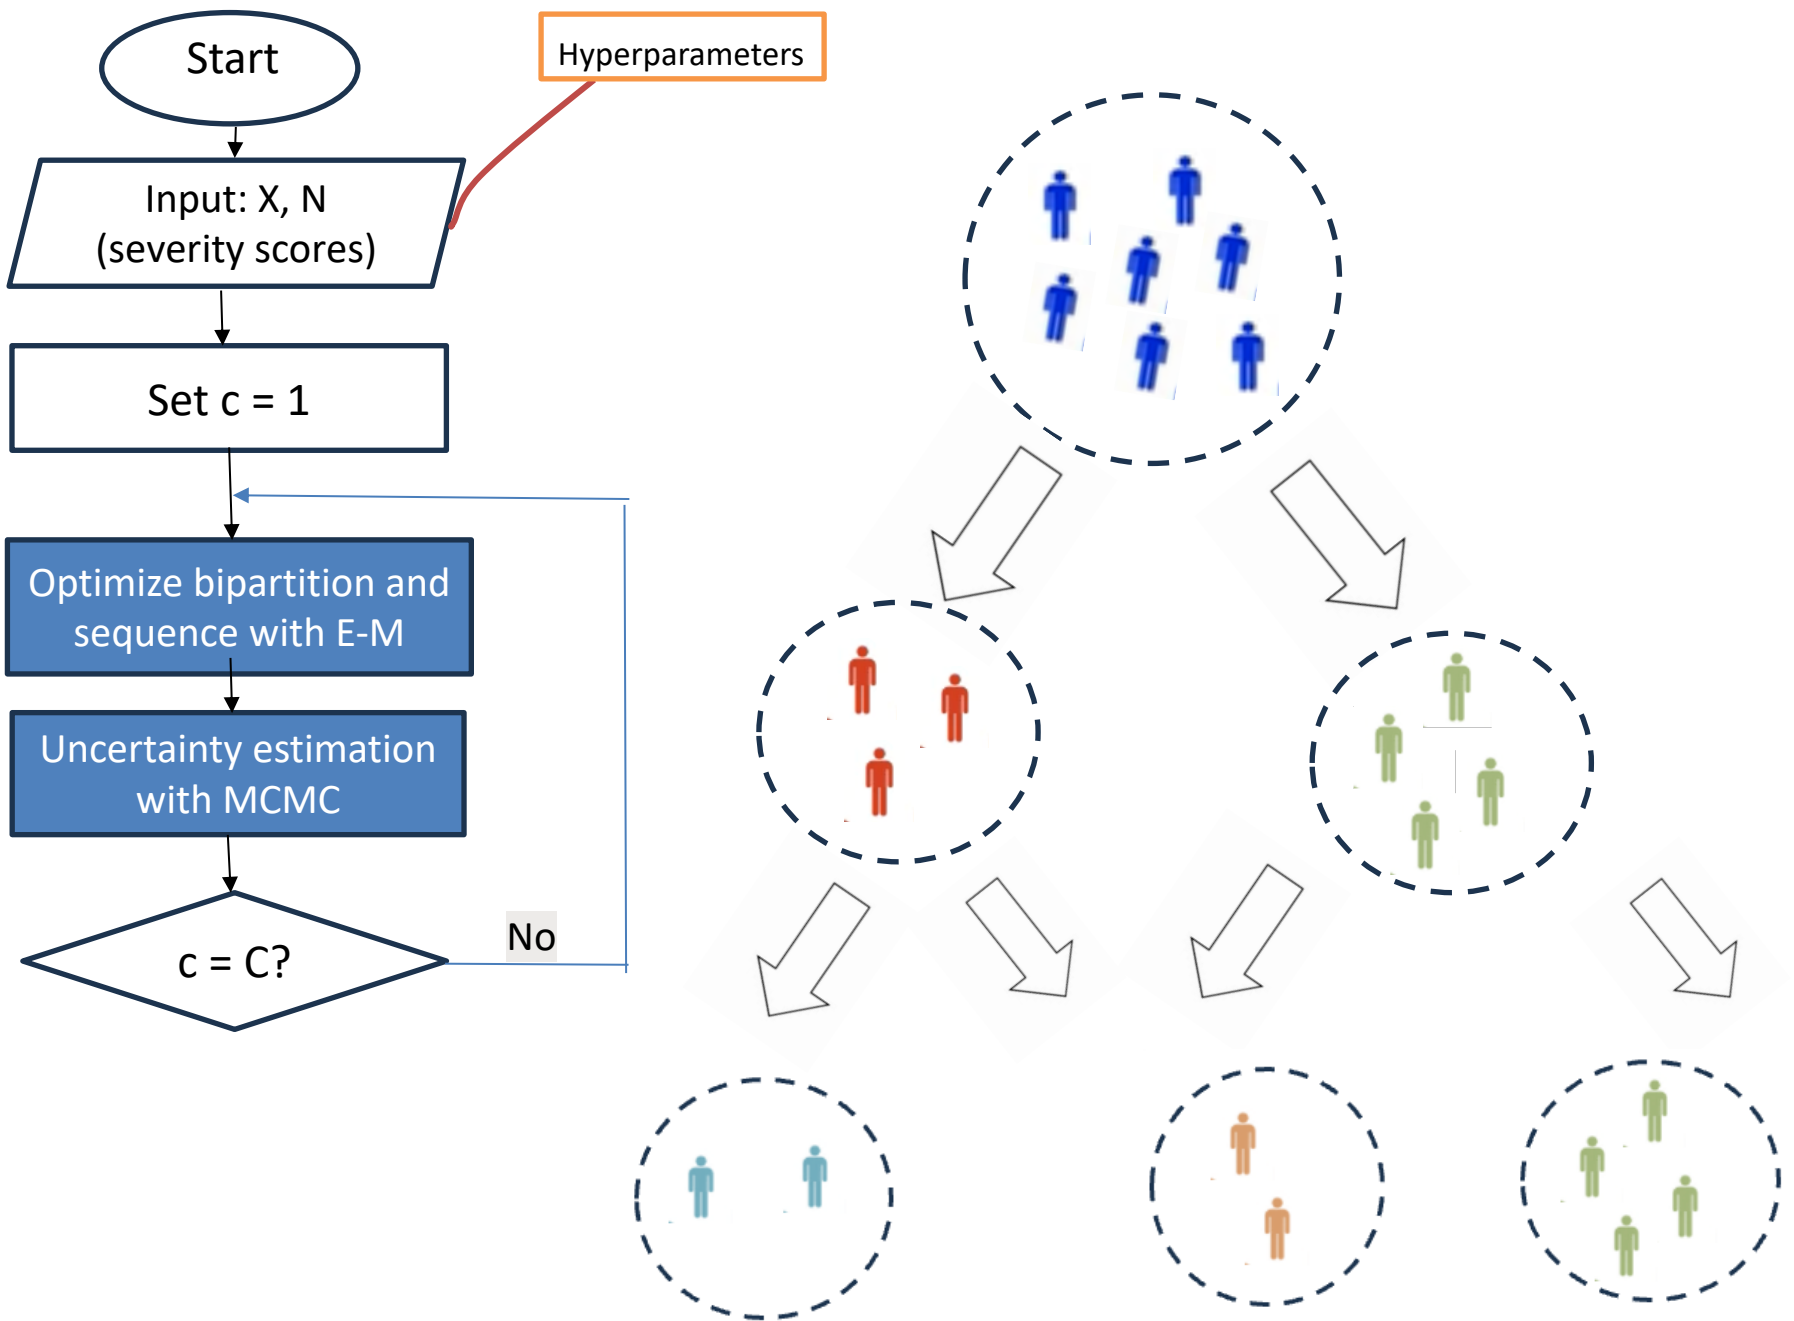 Start
Hyperparameters
Input: X, N
(severity scores)
Set c = 1
Optimize bipartition and
sequence with E-M
Uncertainty estimation
with MCMC
No
c = C?